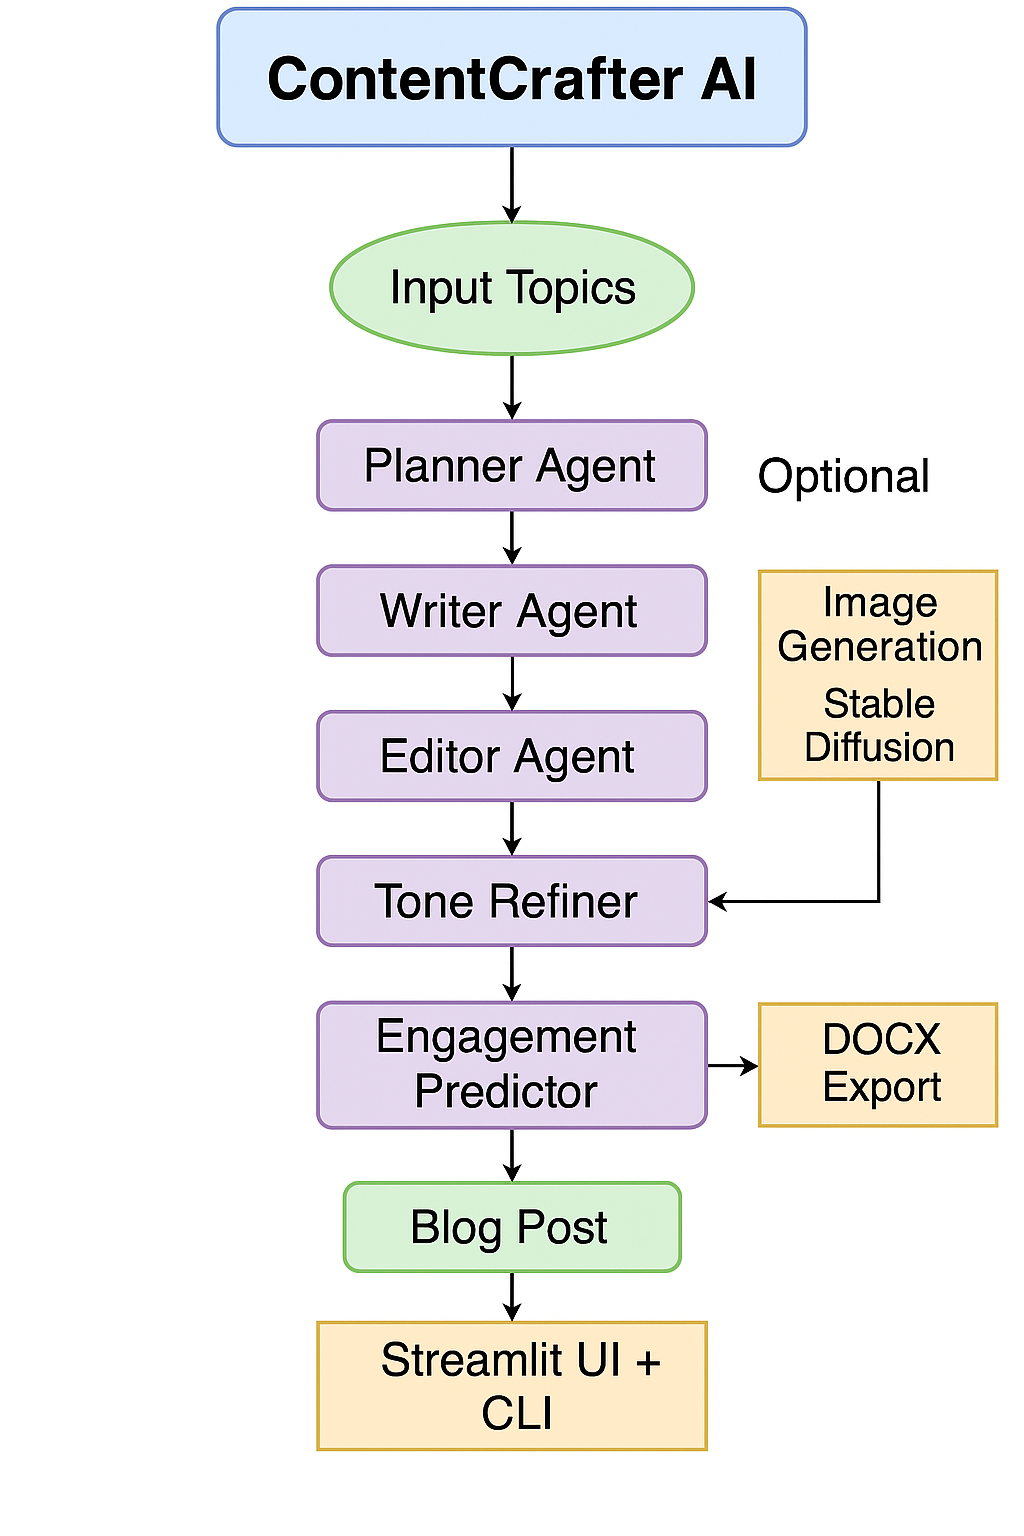 ContentCrafter AI
Input Topics
Planner Agent
Optional
Writer Agent
Image
Generation
Stable
Diffusion
Editor Agent
Tone Refiner
Engagement
Predictor
DOCX
Export
Blog Post
Streamlit UI +
CLI